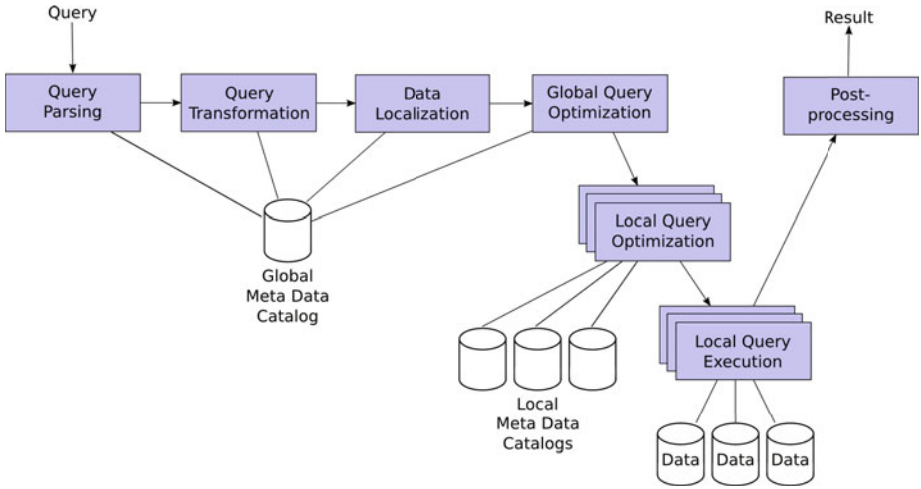 Query
Result
Query
Parsing
Query
Transformation
Data
Localization
Global Query
Optimization
Post-
processing
Local Query
Optimization
Global
Meta Data
Catalog
Local Query
Execution
Local
Meta Data
Catalogs
Data
Data
Data